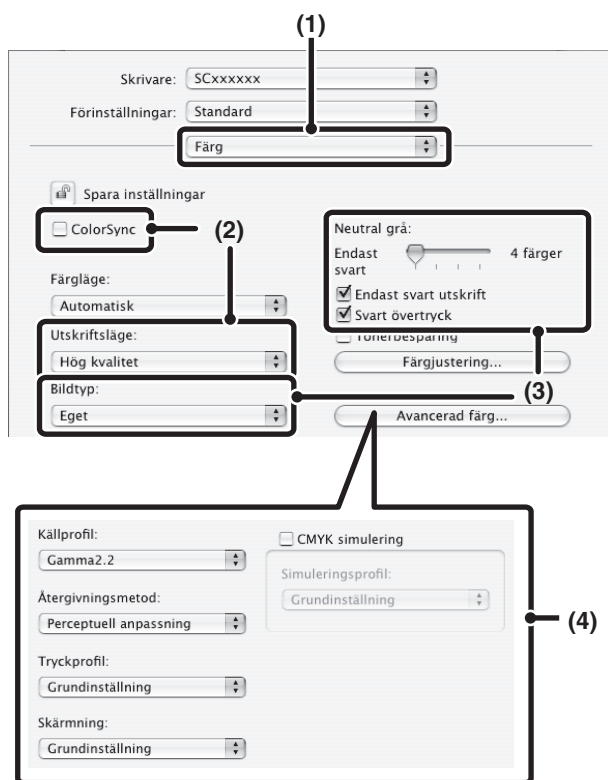 (1)
Skrivare: SCxxxxxx
Förinställningar: Standard
Färg
Spara inställningar
ColorSync
(2)
Neutral grå:
Endast svart
4 färger
Endast svart utskrift
Svart övertryck
Färgläge:
Automatisk
Utskriftsläge:
Hög kvalitet
Tonerbesparing
Färgjustering...
Bildtyp:
Eget
(3)
Avancerad färg...
Källprofil:
Gamma2.2
CMYK simulering
Simuleringsprofil:
Grundinställning
Återgivningsmetod:
Perceptuell anpassning
(4)
Tryckprofil:
Grundinställning
Skärmning:
Grundinställning